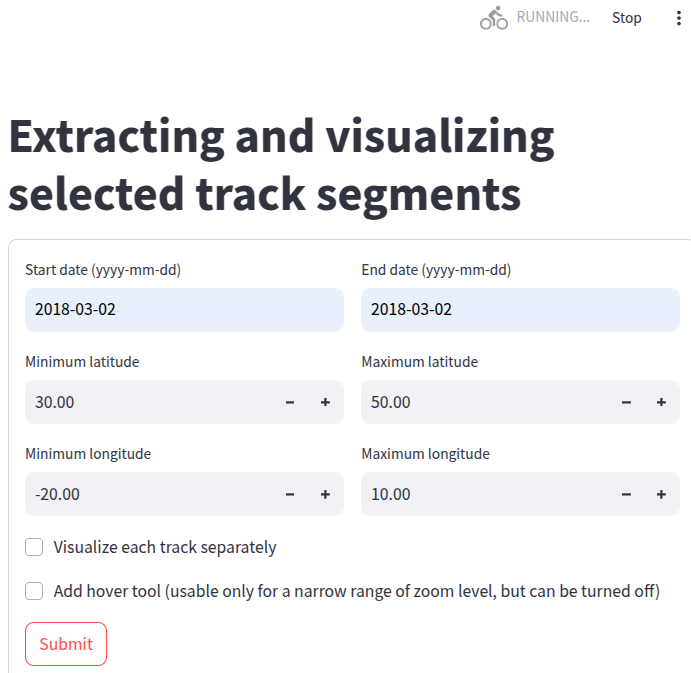 RUNNING... Stop
Extracting and visualizing
selected track segments
Start date (yyyy-mm-dd) End date (yyyy-mm-dd)
2018-03-02 2018-03-02
Minimum latitude Maximum latitude
30.00 − + 50.00 − +
Minimum longitude Maximum longitude
-20.00 − + 10.00 − +
Visualize each track separately
Add hover tool (usable only for a narrow range of zoom level, but can be turned off)
Submit